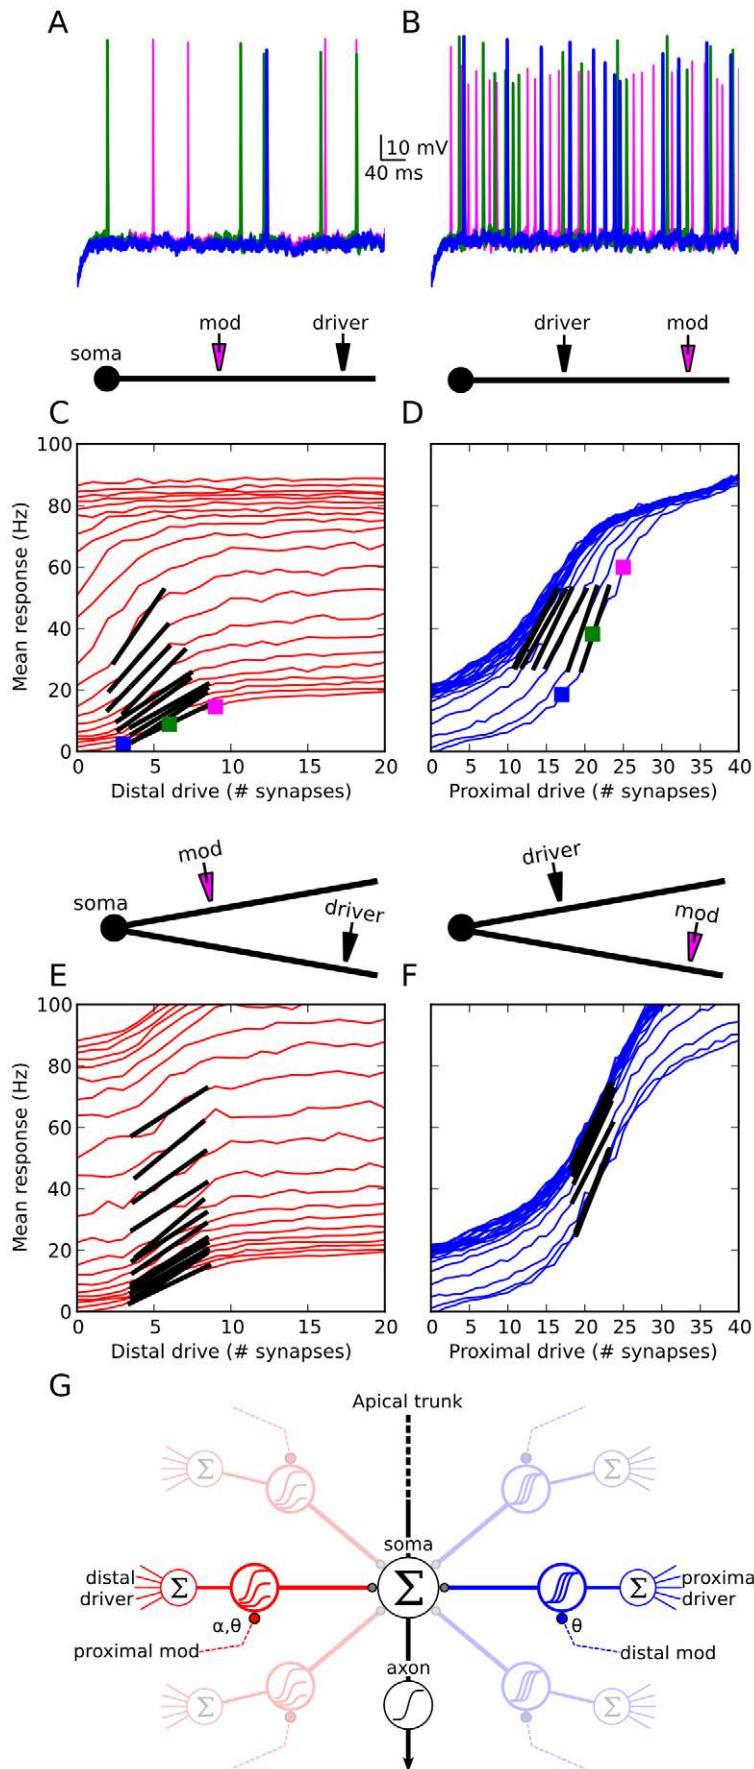 A
B
10 mV
40 ms
mod
driver
driver
mod
soma
C
D
100
80
60
40
20
0
Mean response (Hz)
0 5 10 15 20
0 5 10 15 20 25 30 35 40
Distal drive (# synapses)
Proximal drive (# synapses)
mod
driver
soma
driver
mod
E
F
100
80
60
40
20
0
Mean response (Hz)
0 5 10 15 20
0 5 10 15 20 25 30 35 40
Distal drive (# synapses)
Proximal drive (# synapses)
G
Apical trunk
Σ
Σ
soma
distal
driver
Σ
Σ
Σ
proxima
driver
α,θ
θ
proximal mod
distal mod
axon
Σ
Σ